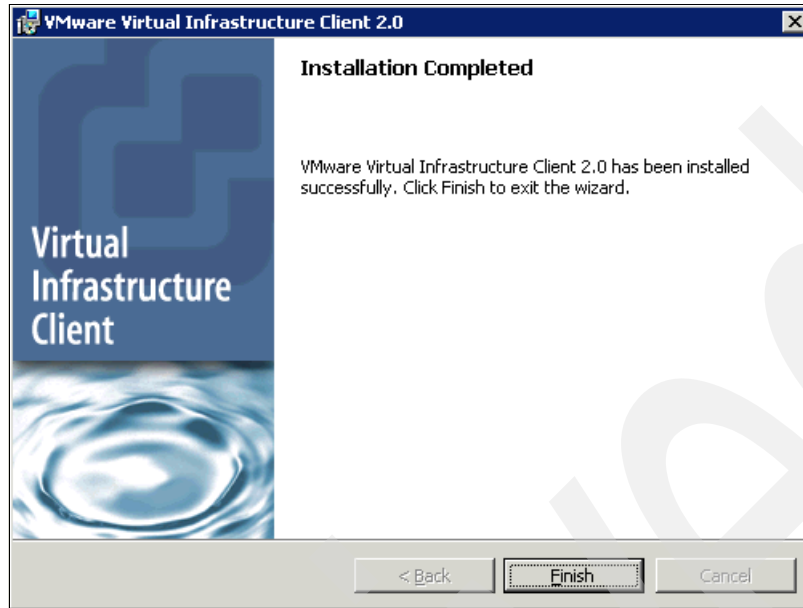 VMware Virtual Infrastructure Client 2.0
Installation Completed
VMware Virtual Infrastructure Client 2.0 has been installed
successfully. Click Finish to exit the wizard.
Virtual
Infrastructure
Client
< Back
Finish
Cancel